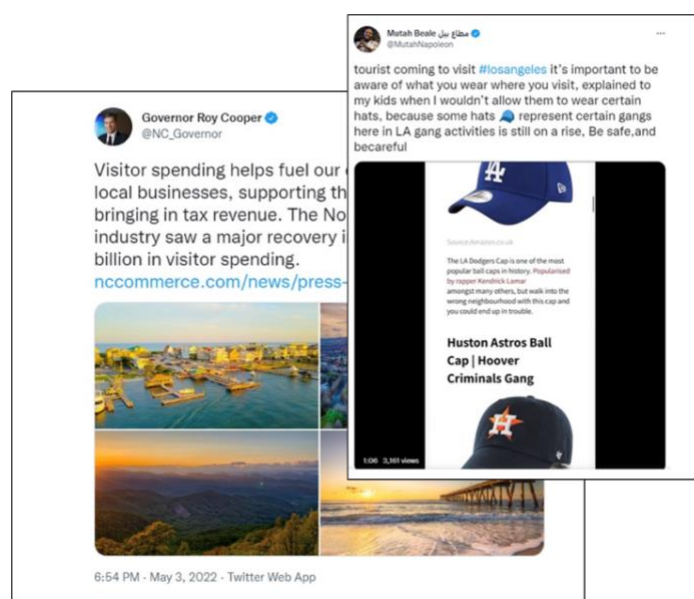 Governor Roy Cooper
@NC_Governor
Visitor spending helps fuel our
local businesses, supporting th
bringing in tax revenue. The No
industry saw a major recovery i
billion in visitor spending.
nccommerce.com/news/press-
6:54 PM · May 3, 2022 · Twitter Web App
Mutah Beale مطاع بيل
@MutahNapoleon
tourist coming to visit #losangeles it's important to be
aware of what you wear where you visit, explained to
my kids when I wouldn't allow them to wear certain
hats, because some hats 🧢 represent certain gangs
here in LA gang activities is still on a rise, Be safe,and
becareful
LA
Source:Amazon.co.uk
The LA Dodgers Cap is one of the most
popular ball caps in history. Popularised
by rapper Kendrick Lamar
amongst many others, but walk into the
wrong neighbourhood with this cap and
you could end up in trouble.
Huston Astros Ball
Cap | Hoover
Criminals Gang
H
1:06 3,161 views